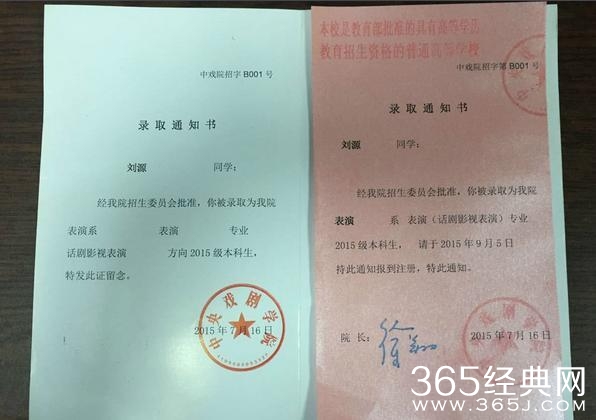 中戏院招字 B001 号
录取通知书
刘源 同学：
经我院招生委员会批准，你被录取为我院
表演系 表演 专业
话剧影视表演 方向 2015 级本科生，
特发此证留念。
中央戏剧学院
2015 年 7 月 16 日
本校是教育部批准的具有高等学历
教育招生资格的普通高等学校
中戏院招字第 B001 号
录取通知书
刘源 同学：
经我院招生委员会批准，你被录取为我院
表演 系 表演（话剧影视表演）专业
2015 级本科生， 请于 2015 年 9 月 5 日
持此通知报到注册，特此通知。
院 长：
2015 年 7 月 16 日
365经典网
www.365j.com